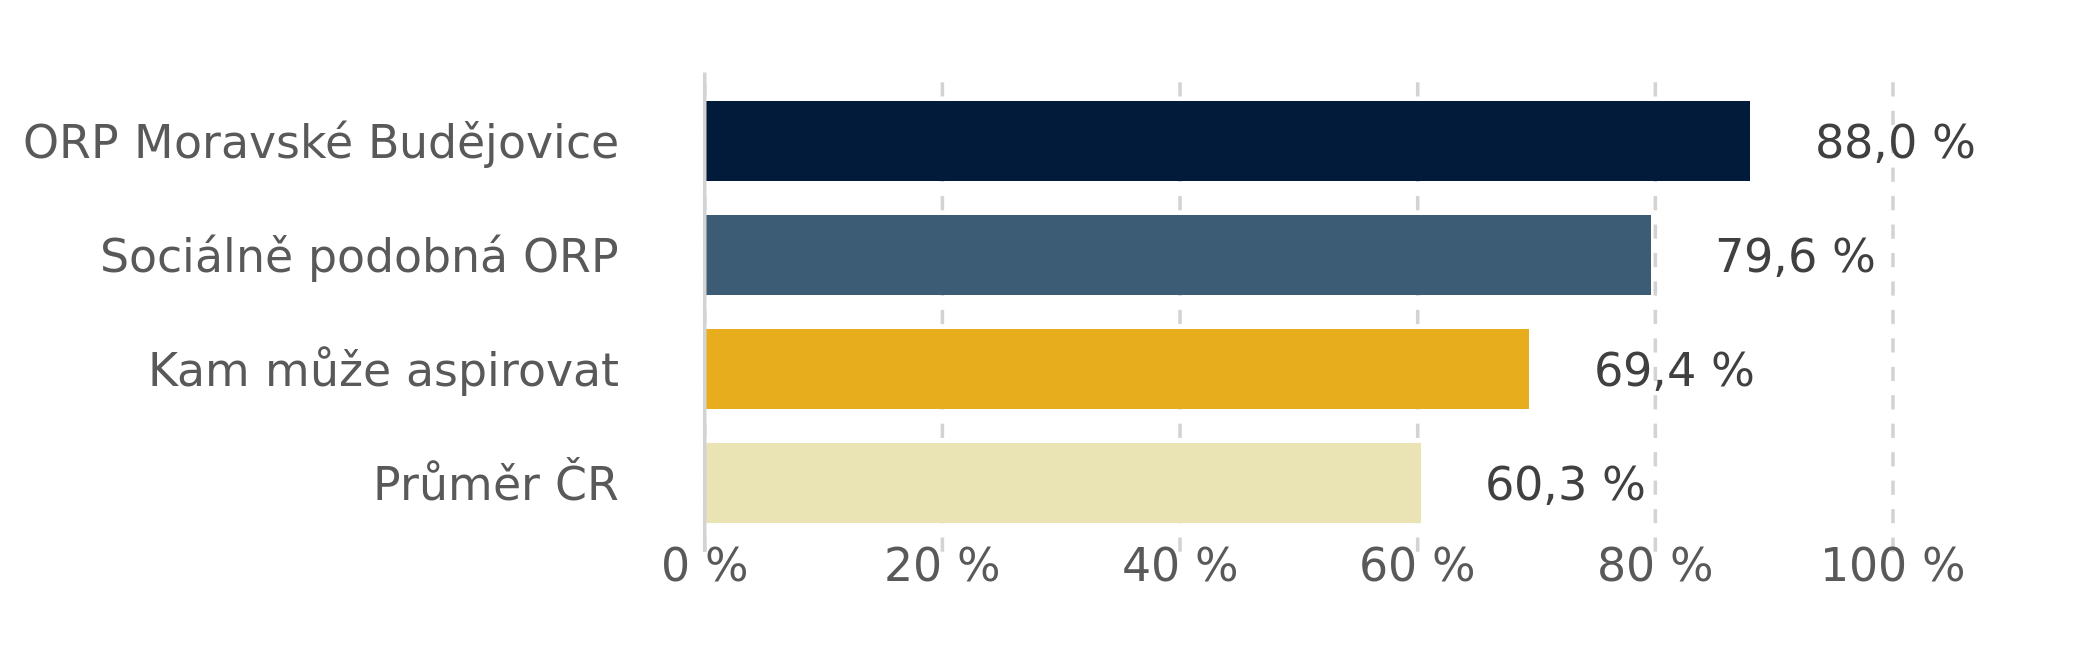 ORP Moravské Budějovice 88,0 %
Sociálně podobná ORP 79,6 %
Kam může aspirovat 69,4 %
Průměr ČR 60,3 %
0 % 20 % 40 % 60 % 80 % 100 %